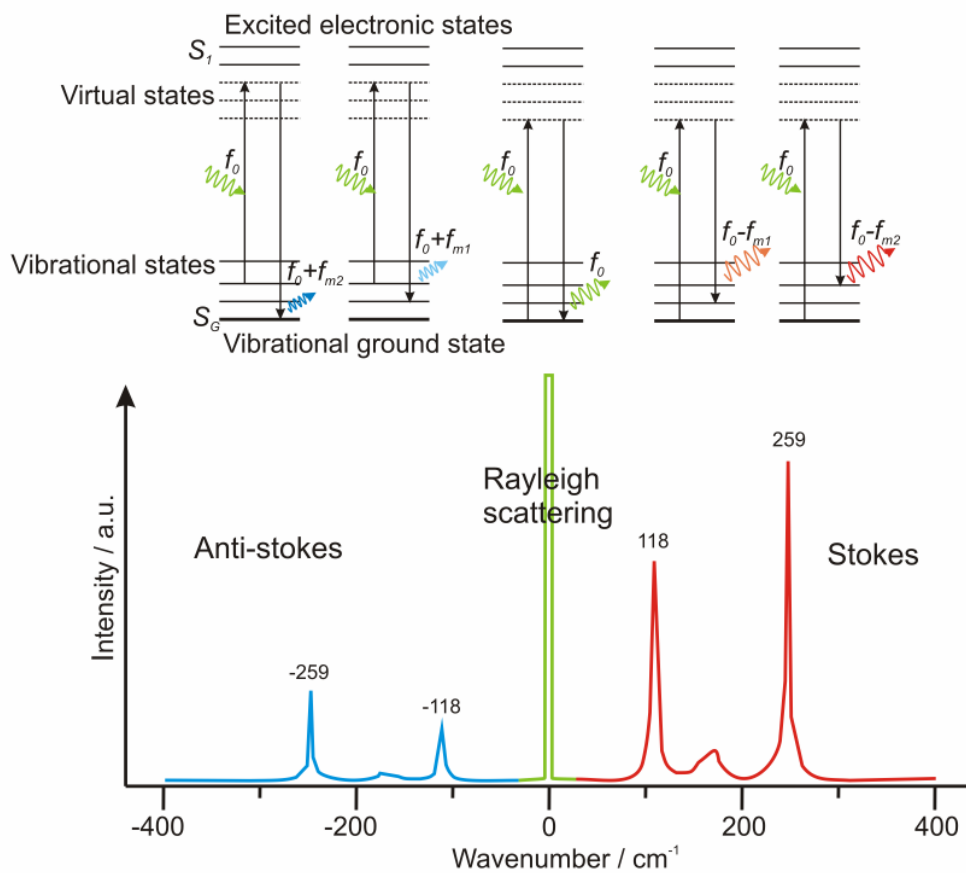 Excited electronic states
S1
Virtual states
f0
f0
f0
f0
f0
f0+fm2
f0+fm1
f0
f0-fm1
f0-fm2
Vibrational states
SG
Vibrational ground state
Intensity / a.u.
Anti-stokes
Rayleigh
scattering
Stokes
-259
-118
118
259
-400
-200
0
200
400
Wavenumber / cm-1